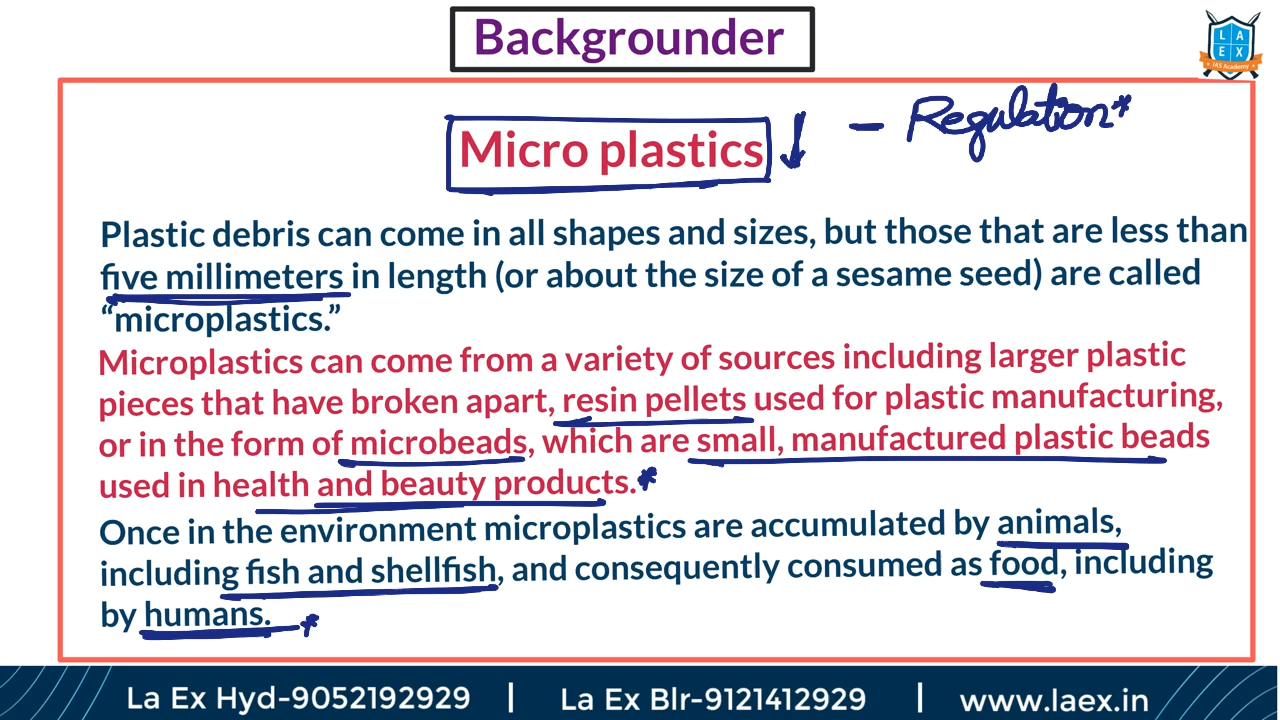 Backgrounder
LA
EX
IAS Academy
Micro plastics
- Regulation*
Plastic debris can come in all shapes and sizes, but those that are less than
five millimeters in length (or about the size of a sesame seed) are called
“microplastics.”
Microplastics can come from a variety of sources including larger plastic
pieces that have broken apart, resin pellets used for plastic manufacturing,
or in the form of microbeads, which are small, manufactured plastic beads
used in health and beauty products.*
Once in the environment microplastics are accumulated by animals,
including fish and shellfish, and consequently consumed as food, including
by humans. *
La Ex Hyd-9052192929 | La Ex Blr-9121412929 | www.laex.in